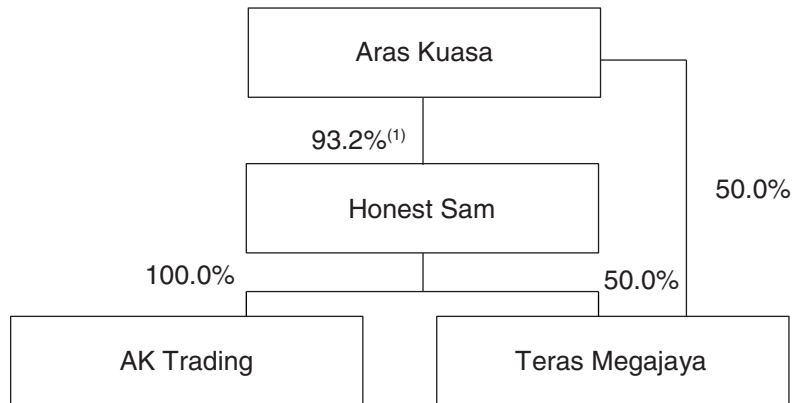 Aras Kuasa
93.2%(1)
Honest Sam
50.0%
100.0%
50.0%
AK Trading
Teras Megajaya